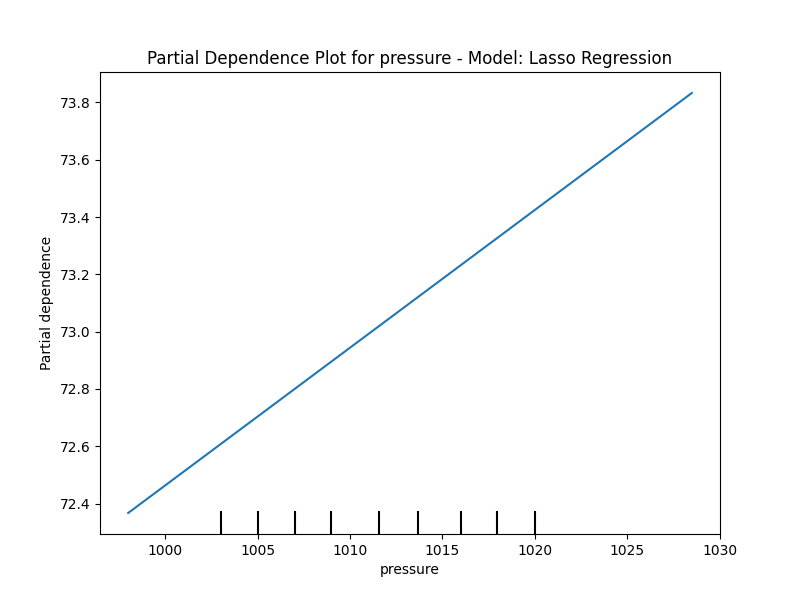 Partial Dependence Plot for pressure - Model: Lasso Regression
Partial dependence
73.8
73.6
73.4
73.2
73.0
72.8
72.6
72.4
1000 1005 1010 1015 1020 1025 1030
pressure